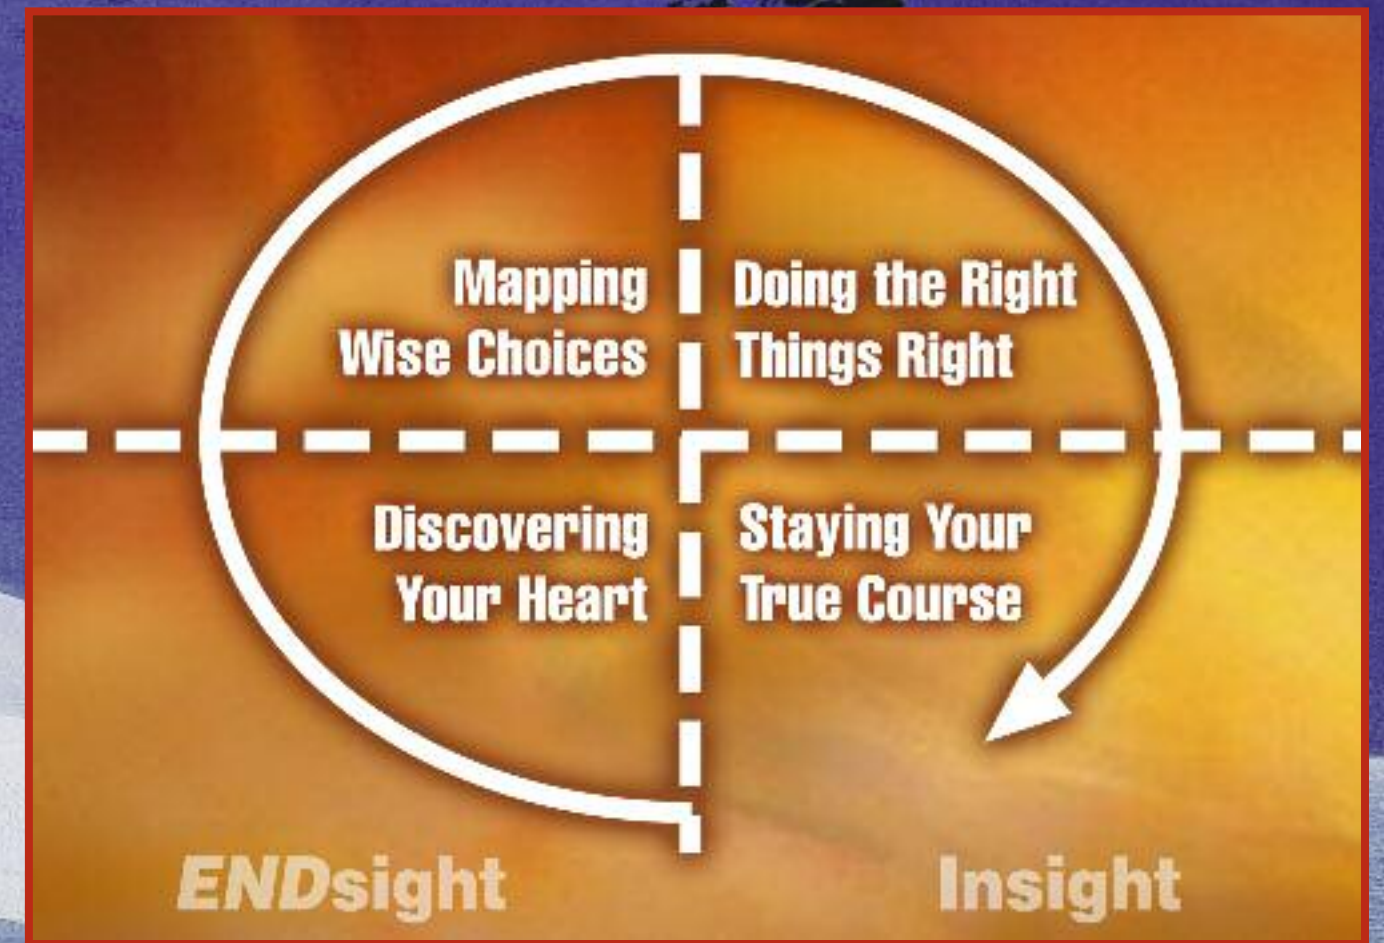 Mapping
Wise Choices
Doing the Right
Things Right
Discovering
Your Heart
Staying Your
True Course
ENDsight
Insight